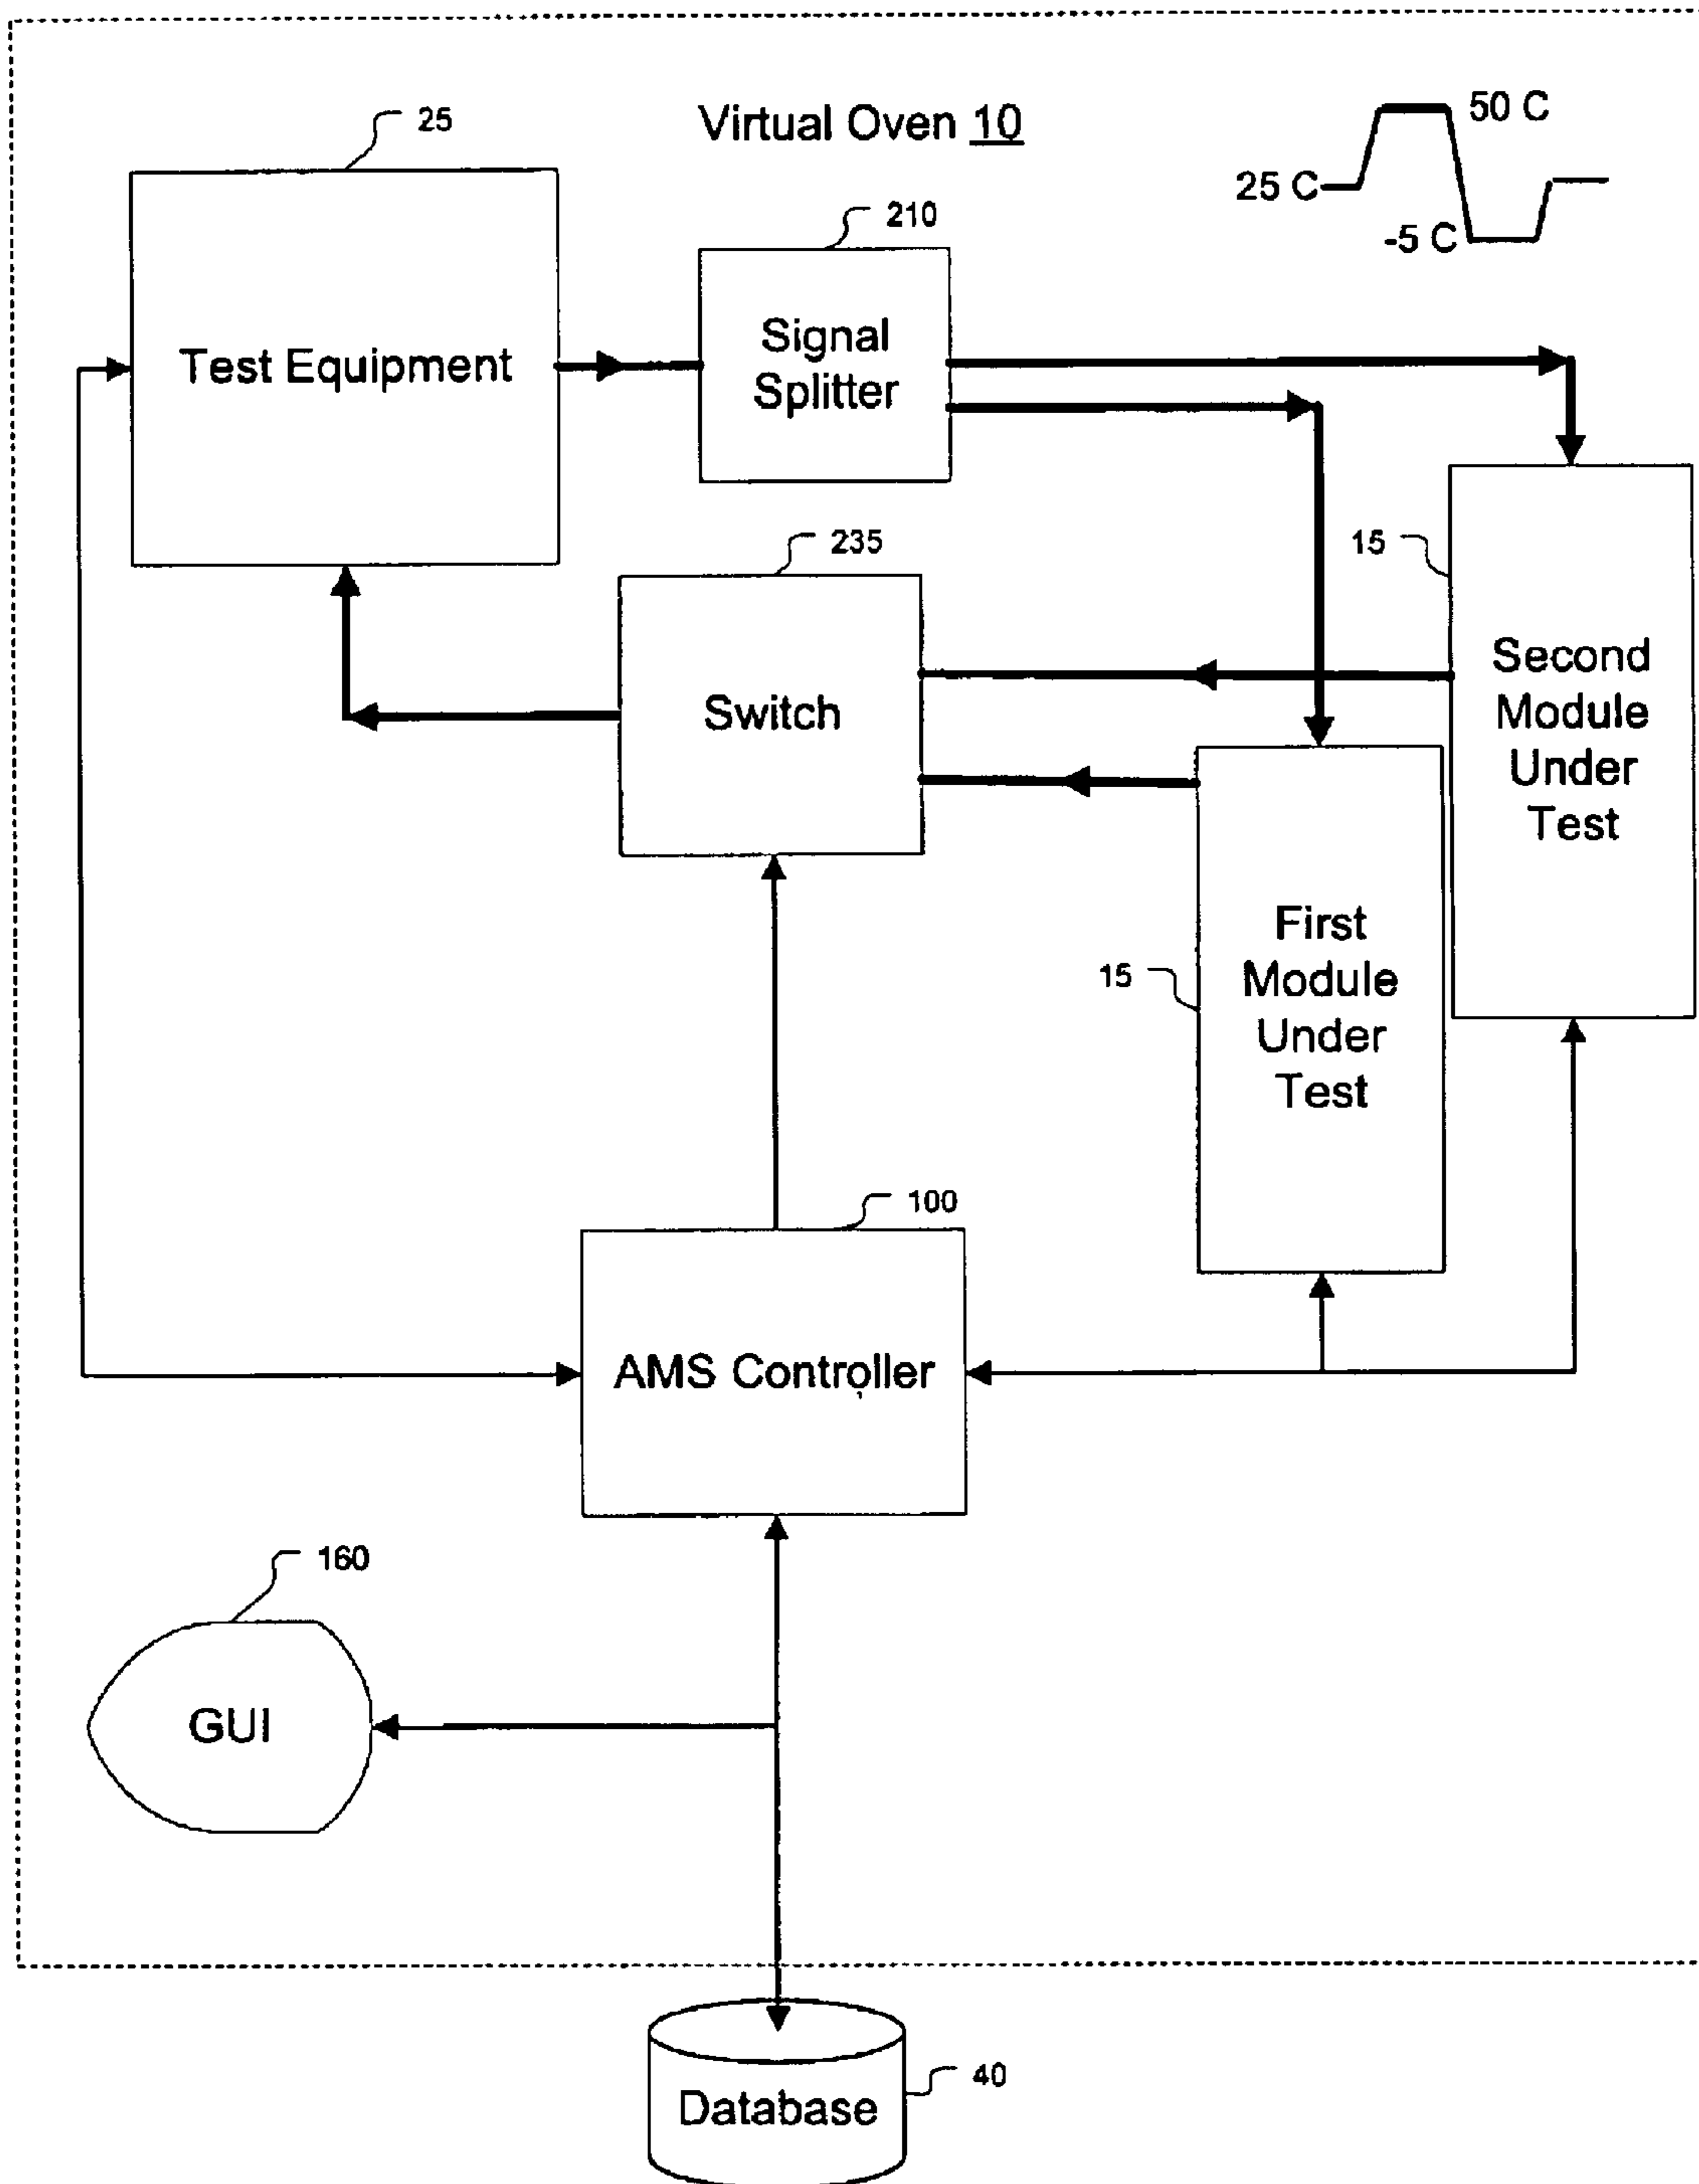 Virtual Oven 10
25
50 C
25 C
-5 C
210
Test Equipment
Signal
Splitter
235
15
Switch
Second
Module
Under
Test
First
Module
Under
Test
15
100
AMS Controller
160
GUI
40
Database